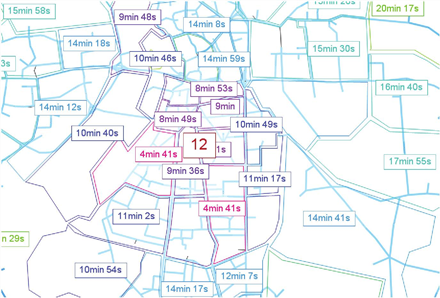 15min 58s
9min 48s
14min 8s
20min 17s
14min 18s
10min 46s
14min 59s
15min 30s
3s
8min 53s
16min 40s
14min 12s
9min
8min 49s
10min 49s
10min 40s
12
1s
4min 41s
17min 55s
9min 36s
11min 17s
4min 41s
11min 2s
14min 41s
n 29s
10min 54s
12min 7s
14min 17s